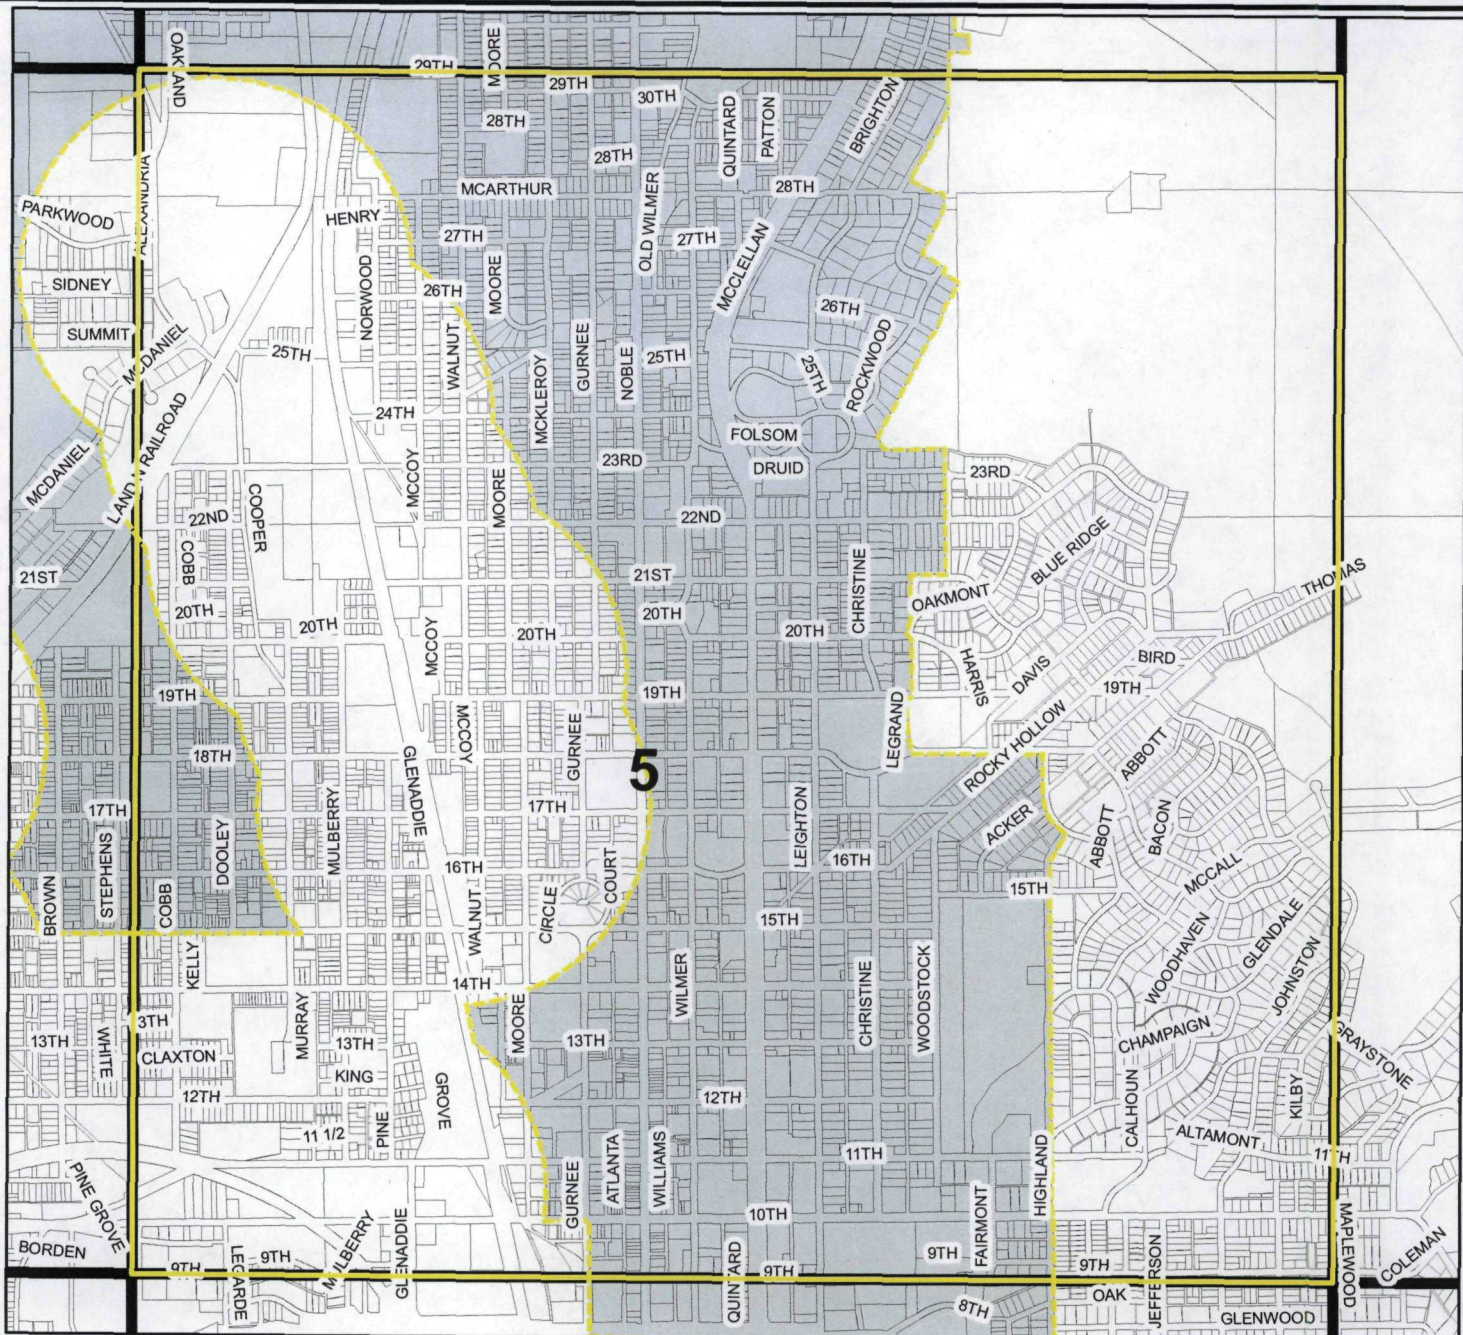 OAKLAND
MOORE
29TH
29TH
30TH
QUINTARD
PATTON
BRIGHTON
28TH
28TH
ALEXANDRIA
MCARTHUR
28TH
PARKWOOD
HENRY
OLD WILMER
27TH
27TH
MCCLELLAN
SIDNEY
NORWOOD
26TH
MOORE
26TH
SUMMIT
MCDANIEL
25TH
WALNUT
GURNEE
NOBLE
25TH
25TH
ROCKWOOD
24TH
MCKLEROY
FOLSOM
MCDANIEL
LAND N RAILROAD
MCCOY
23RD
DRUID
23RD
MOORE
COOPER
22ND
22ND
BLUE RIDGE
COBB
21ST
21ST
CHRISTINE
THOMAS
OAKMONT
20TH
20TH
20TH
20TH
20TH
MCCOY
HARRIS
DAVIS
BIRD
19TH
19TH
19TH
MCCOY
GURNEE
LEGRAND
ROCKY HOLLOW
ABBOTT
18TH
GLENADDIE
5
17TH
17TH
MULBERRY
LEIGHTON
ACKER
ABBOTT
BACON
STEPHENS
DOOLEY
16TH
16TH
MCCALL
COURT
15TH
BROWN
COBB
WALNUT
CIRCLE
15TH
GLENDALE
WOODHAVEN
KELLY
14TH
WILMER
CHRISTINE
WOODSTOCK
JOHNSTON
3TH
MURRAY
MOORE
13TH
WHITE
CLAXTON
13TH
13TH
CHAMPAIGN
GRAYSTONE
KING
12TH
GROVE
12TH
KILBY
CALHOUN
11 1/2
PINE
ALTAMONT
11TH
11TH
ATLANTA
WILLIAMS
HIGHLAND
PINE GROVE
GURNEE
10TH
FAIRMONT
MAPLEWOOD
BORDEN
MULBERRY
GLENADDIE
9TH
9TH
LEGARDE
QUINTARD
9TH
9TH
9TH
JEFFERSON
COLEMAN
OAK
8TH
GLENWOOD